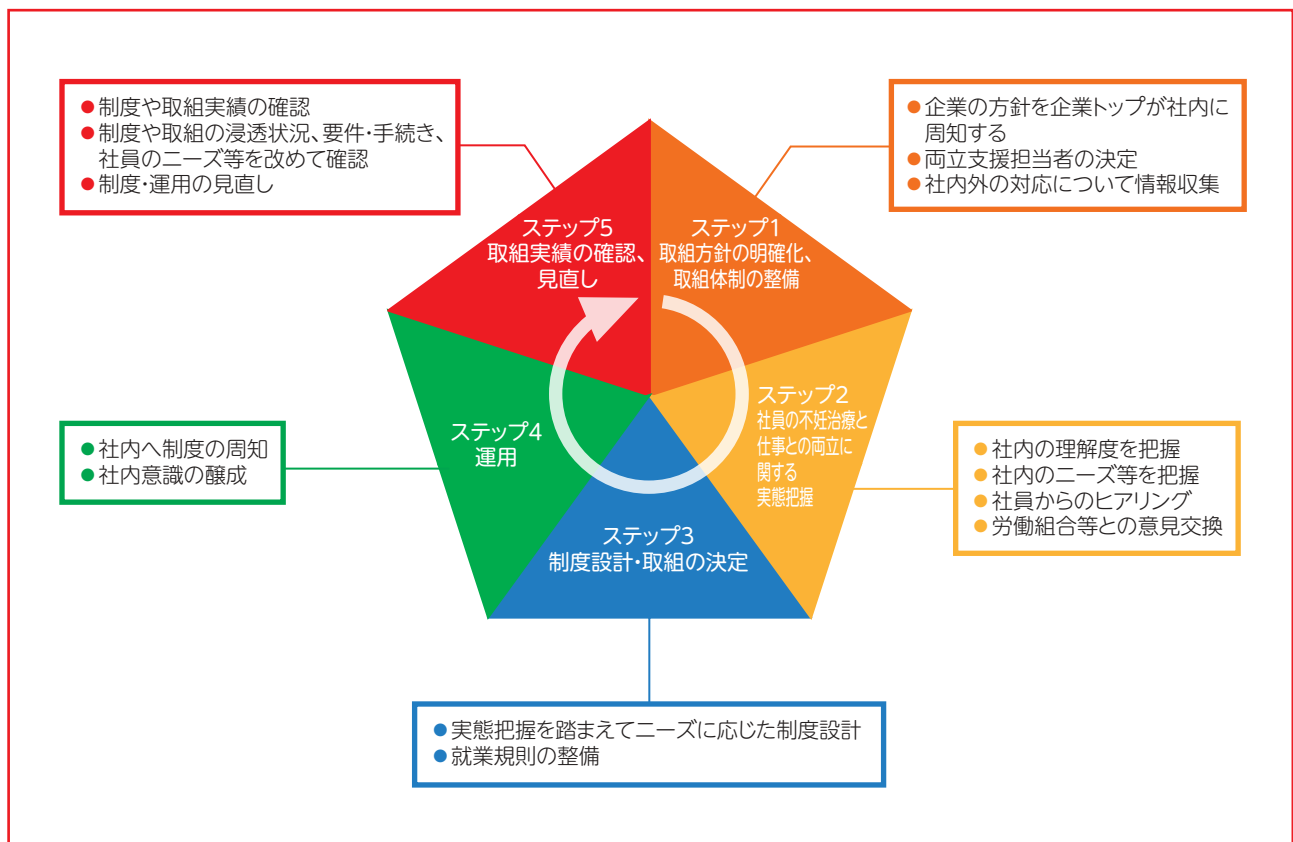 ステップ1
取組方針の明確化、
取組体制の整備
●企業の方針を企業トップが社内に
周知する
●両立支援担当者の決定
●社内外の対応について情報収集
ステップ2
社員の不妊治療と
仕事との両立に
関する
実態把握
●社内の理解度を把握
●社内のニーズ等を把握
●社員からのヒアリング
●労働組合等との意見交換
ステップ3
制度設計・取組の決定
●実態把握を踏まえてニーズに応じた制度設計
●就業規則の整備
ステップ4
運用
●社内へ制度の周知
●社内意識の醸成
ステップ5
取組実績の確認、
見直し
●制度や取組実績の確認
●制度や取組の浸透状況、要件・手続き、
社員のニーズ等を改めて確認
●制度・運用の見直し